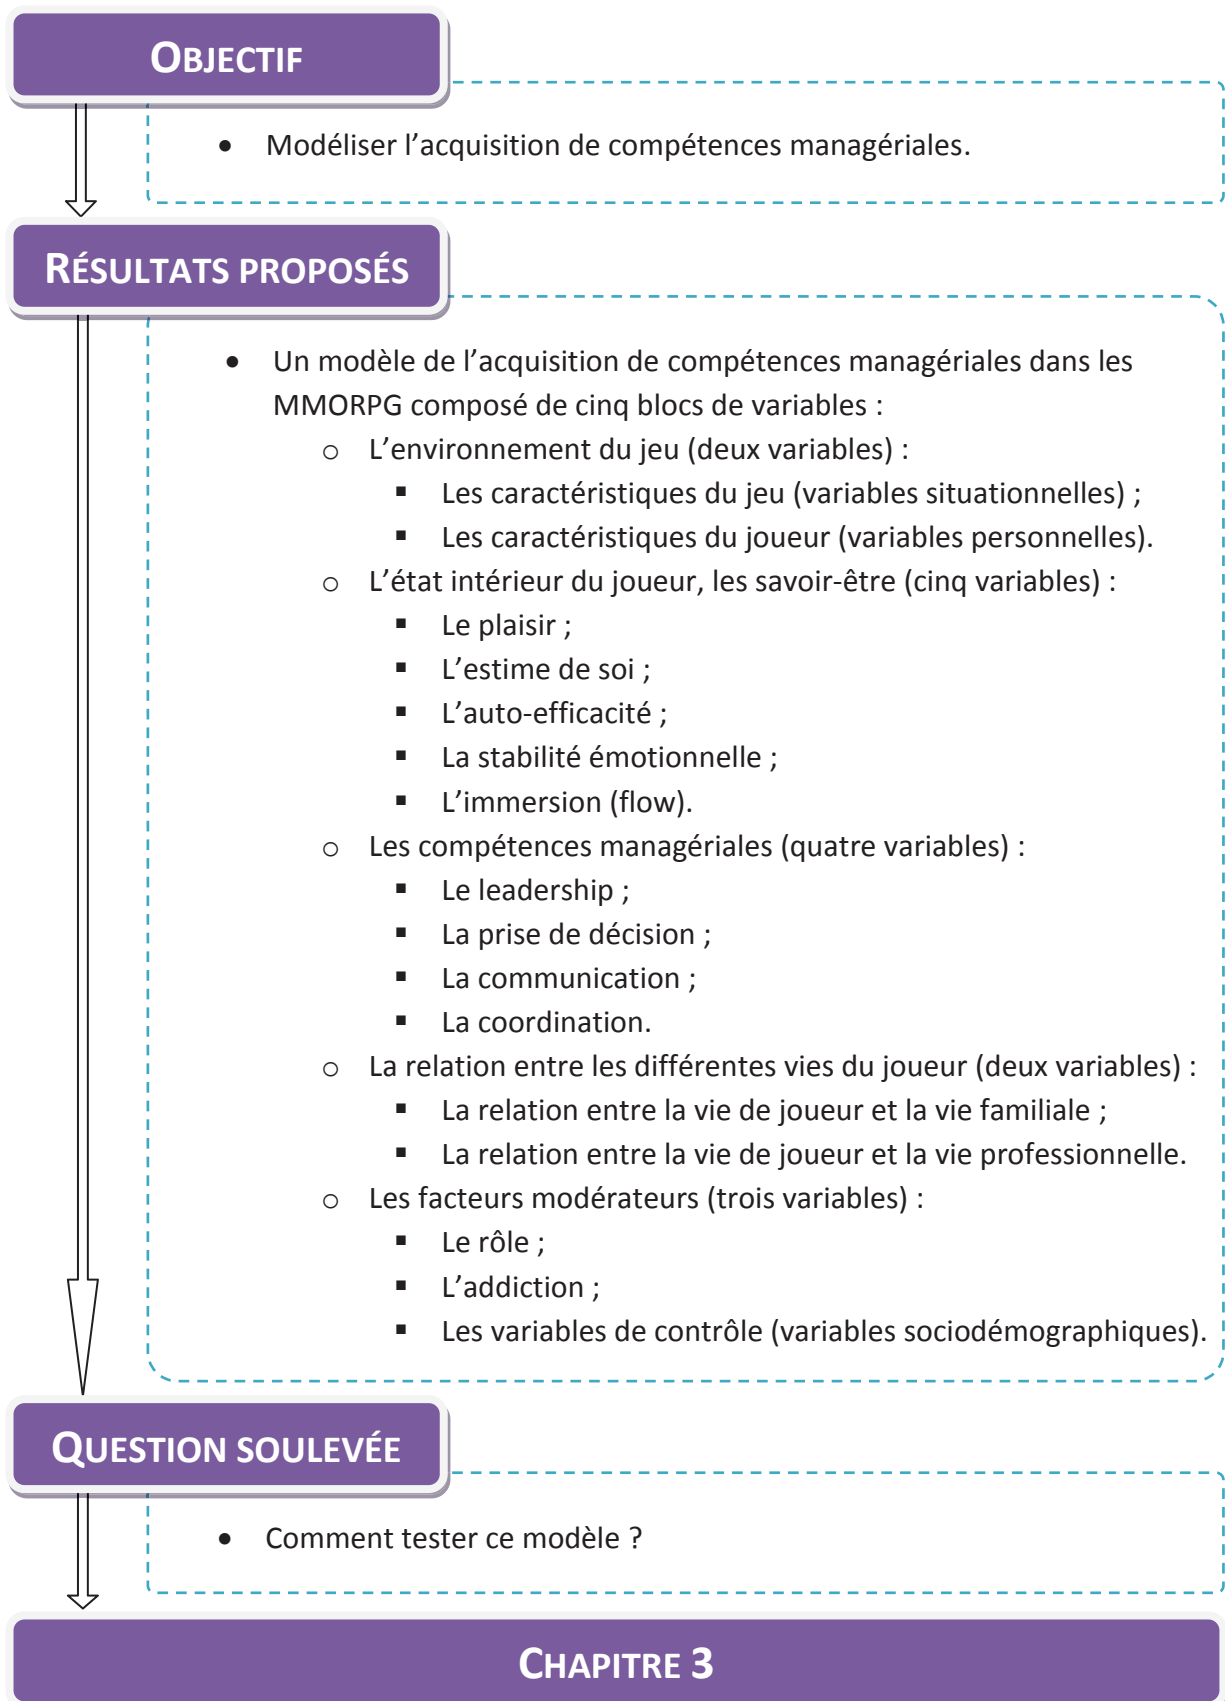 OBJECTIF
• Modéliser l’acquisition de compétences managériales.
RÉSULTATS PROPOSÉS
• Un modèle de l’acquisition de compétences managériales dans les
MMORPG composé de cinq blocs de variables :
o L’environnement du jeu (deux variables) :
▪ Les caractéristiques du jeu (variables situationnelles) ;
▪ Les caractéristiques du joueur (variables personnelles).
o L’état intérieur du joueur, les savoir-être (cinq variables) :
▪ Le plaisir ;
▪ L’estime de soi ;
▪ L’auto-efficacité ;
▪ La stabilité émotionnelle ;
▪ L’immersion (flow).
o Les compétences managériales (quatre variables) :
▪ Le leadership ;
▪ La prise de décision ;
▪ La communication ;
▪ La coordination.
o La relation entre les différentes vies du joueur (deux variables) :
▪ La relation entre la vie de joueur et la vie familiale ;
▪ La relation entre la vie de joueur et la vie professionnelle.
o Les facteurs modérateurs (trois variables) :
▪ Le rôle ;
▪ L’addiction ;
▪ Les variables de contrôle (variables sociodémographiques).
QUESTION SOULEVÉE
• Comment tester ce modèle ?
CHAPITRE 3